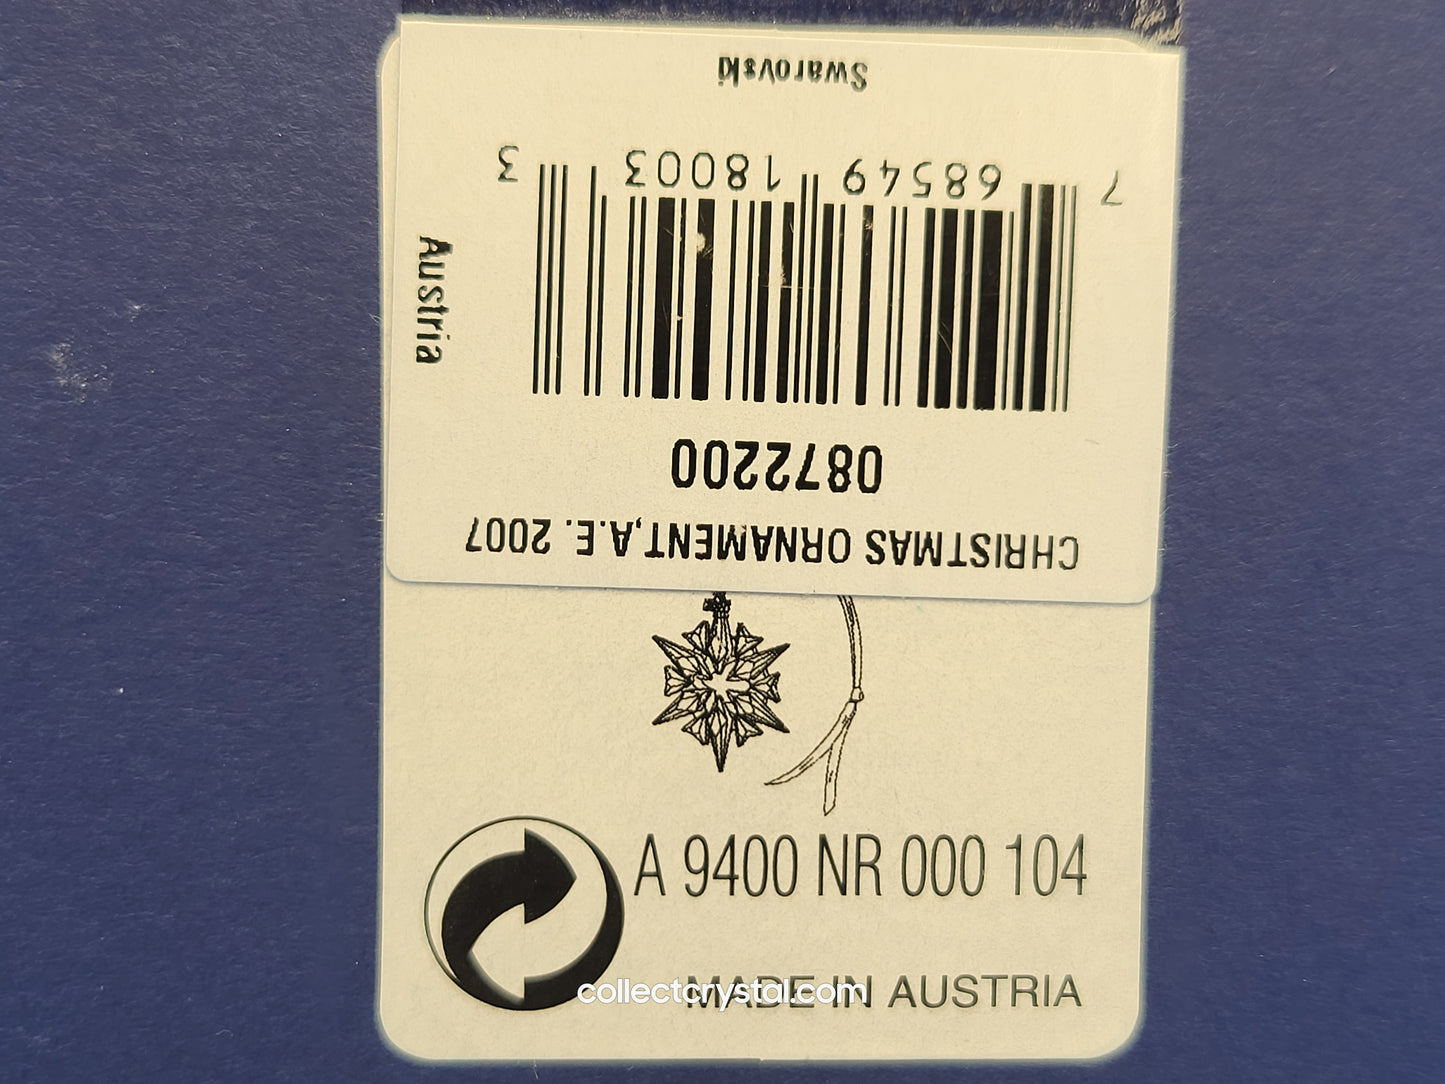 CHRISTMAS ORNAMENT,A.E. 2007
0872200
7 68549 18003 3
Swarovski
Austria
A 9400 NR 000 104
MADE IN AUSTRIA
collectcrystal.com